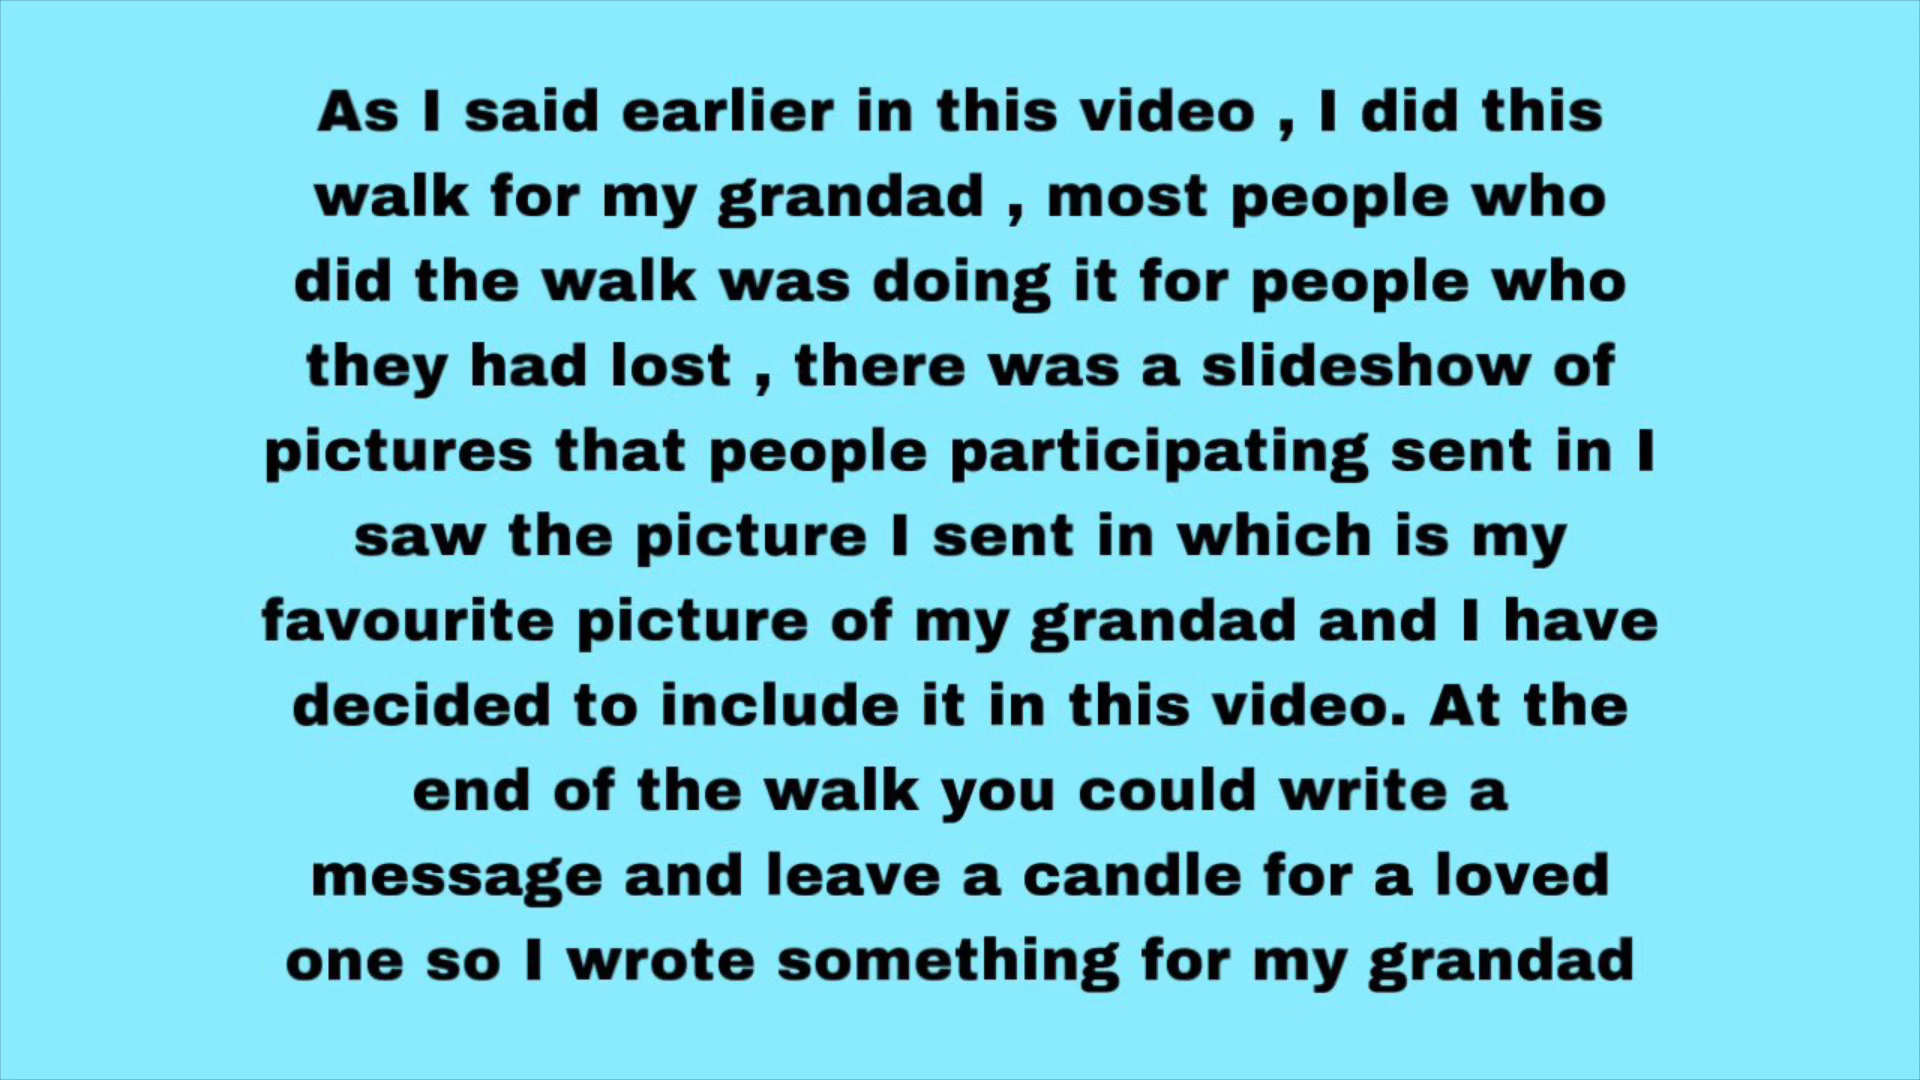 As I said earlier in this video , I did this
walk for my grandad , most people who
did the walk was doing it for people who
they had lost , there was a slideshow of
pictures that people participating sent in I
saw the picture I sent in which is my
favourite picture of my grandad and I have
decided to include it in this video. At the
end of the walk you could write a
message and leave a candle for a loved
one so I wrote something for my grandad